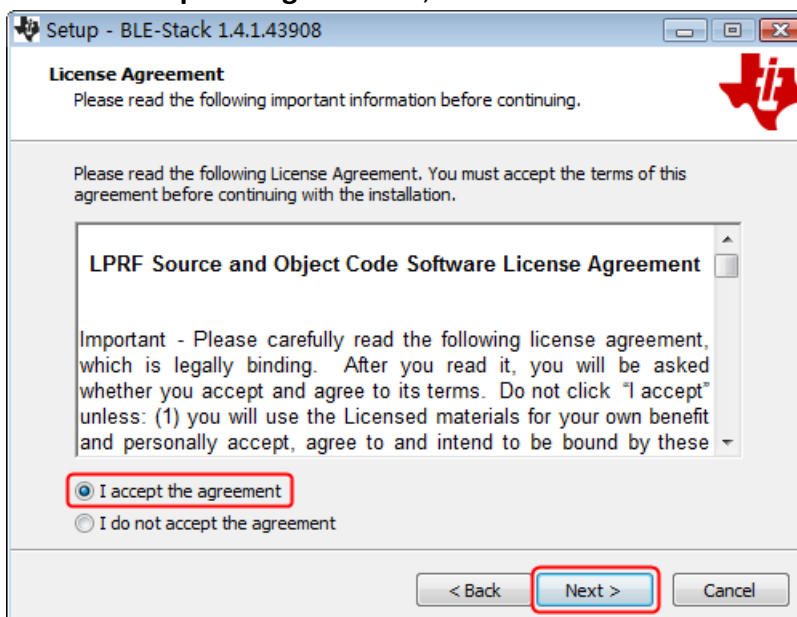 Setup - BLE-Stack 1.4.1.43908
License Agreement
Please read the following important information before continuing.
Please read the following License Agreement. You must accept the terms of this
agreement before continuing with the installation.
LPRF Source and Object Code Software License Agreement
Important - Please carefully read the following license agreement,
which is legally binding. After you read it, you will be asked
whether you accept and agree to its terms. Do not click "I accept"
unless: (1) you will use the Licensed materials for your own benefit
and personally accept, agree to and intend to be bound by these
I accept the agreement
I do not accept the agreement
< Back Next > Cancel